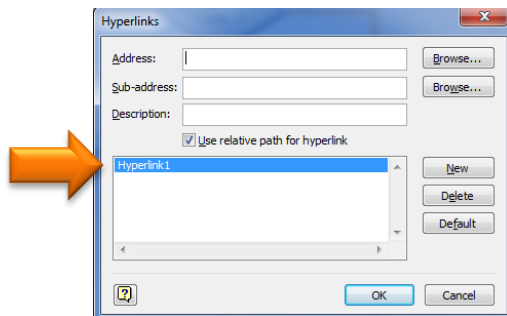 Hyperlinks
Address:
Browse...
Sub-address:
Browse...
Description:
Use relative path for hyperlink
Hyperlink1
New
Delete
Default
OK
Cancel